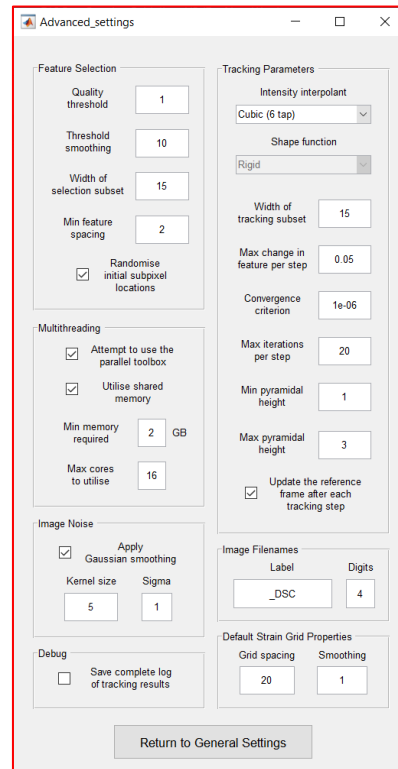 Advanced_settings
Feature Selection
Quality
threshold
1
Threshold
smoothing
10
Width of
selection subset
15
Min feature
spacing
2
Randomise
initial subpixel
locations
Multithreading
Attempt to use the
parallel toolbox
Utilise shared
memory
Min memory
required
2 GB
Max cores
to utilise
16
Image Noise
Apply
Gaussian smoothing
Kernel size Sigma
5 1
Debug
Save complete log
of tracking results
Tracking Parameters
Intensity interpolant
Cubic (6 tap)
Shape function
Rigid
Width of
tracking subset
15
Max change in
feature per step
0.05
Convergence
criterion
1e-06
Max iterations
per step
20
Min pyramidal
height
1
Max pyramidal
height
3
Update the reference
frame after each
tracking step
Image Filenames
Label Digits
_DSC 4
Default Strain Grid Properties
Grid spacing Smoothing
20 1
Return to General Settings